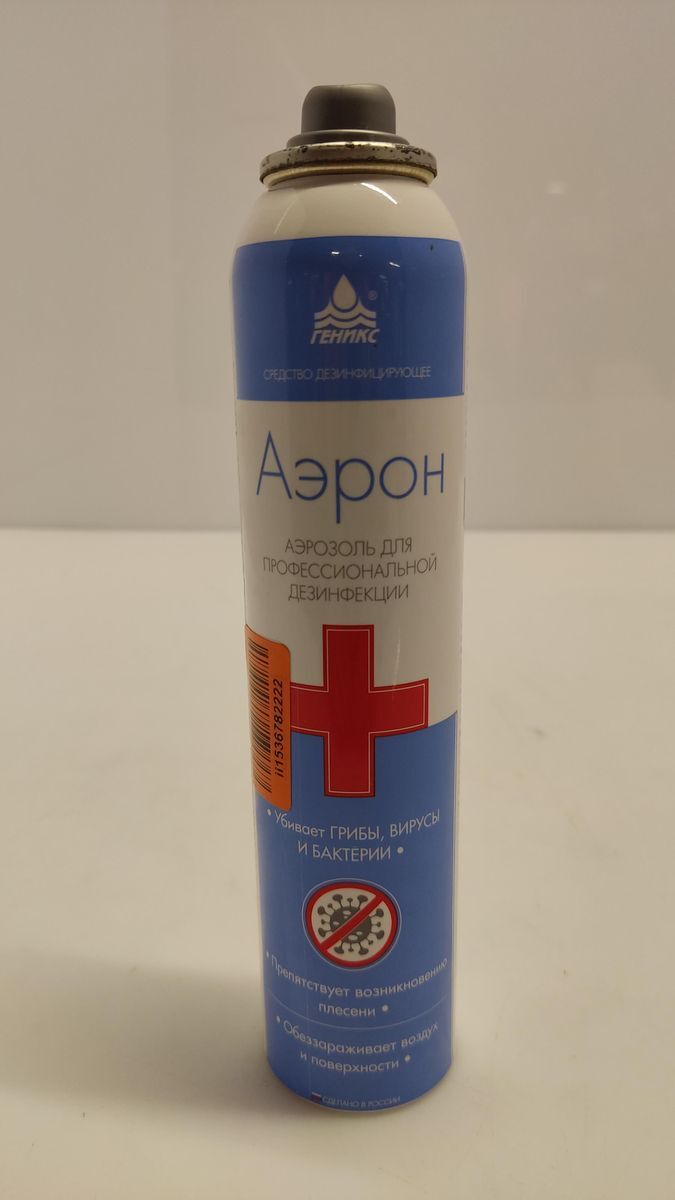 ®
ГЕНИКС
СРЕДСТВО ДЕЗИНФИЦИРУЮЩЕЕ
Аэрон
АЭРОЗОЛЬ ДЛЯ
ПРОФЕССИОНАЛЬНОЙ
ДЕЗИНФЕКЦИИ
ii1536782222
• Убивает ГРИБЫ, ВИРУСЫ
И БАКТЕРИИ •
• Препятствует возникновению
плесени •
• Обеззараживает воздух
и поверхности •
СДЕЛАНО В РОССИИ